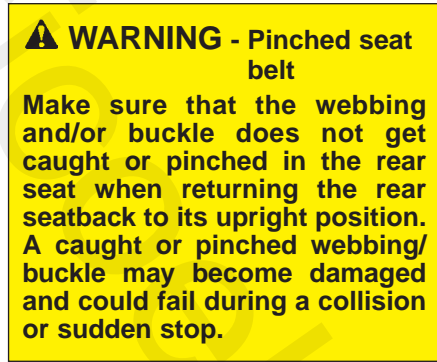 WARNING - Pinched seat
belt
Make sure that the webbing
and/or buckle does not get
caught or pinched in the rear
seat when returning the rear
seatback to its upright position.
A caught or pinched webbing/
buckle may become damaged
and could fail during a collision
or sudden stop.